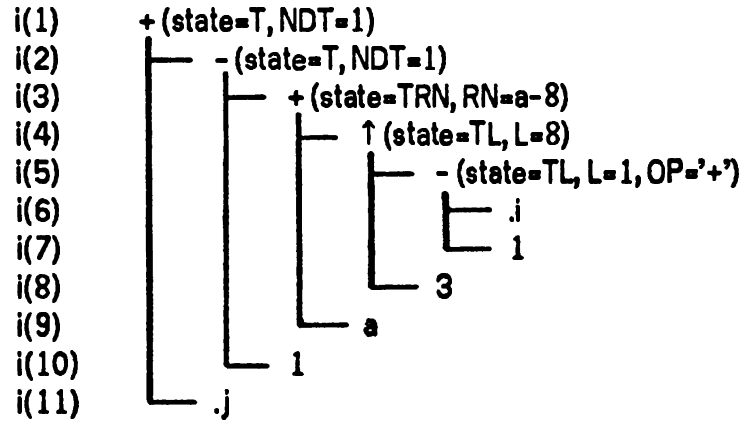 i(1) + (state=T, NDT=1)
i(2) - (state=T, NDT=1)
i(3) + (state=TRN, RN=a-8)
i(4) ↑ (state=TL, L=8)
i(5) - (state=TL, L=1, OP='+')
i(6) .i
i(7) 1
i(8) 3
i(9) a
i(10) 1
i(11) .j